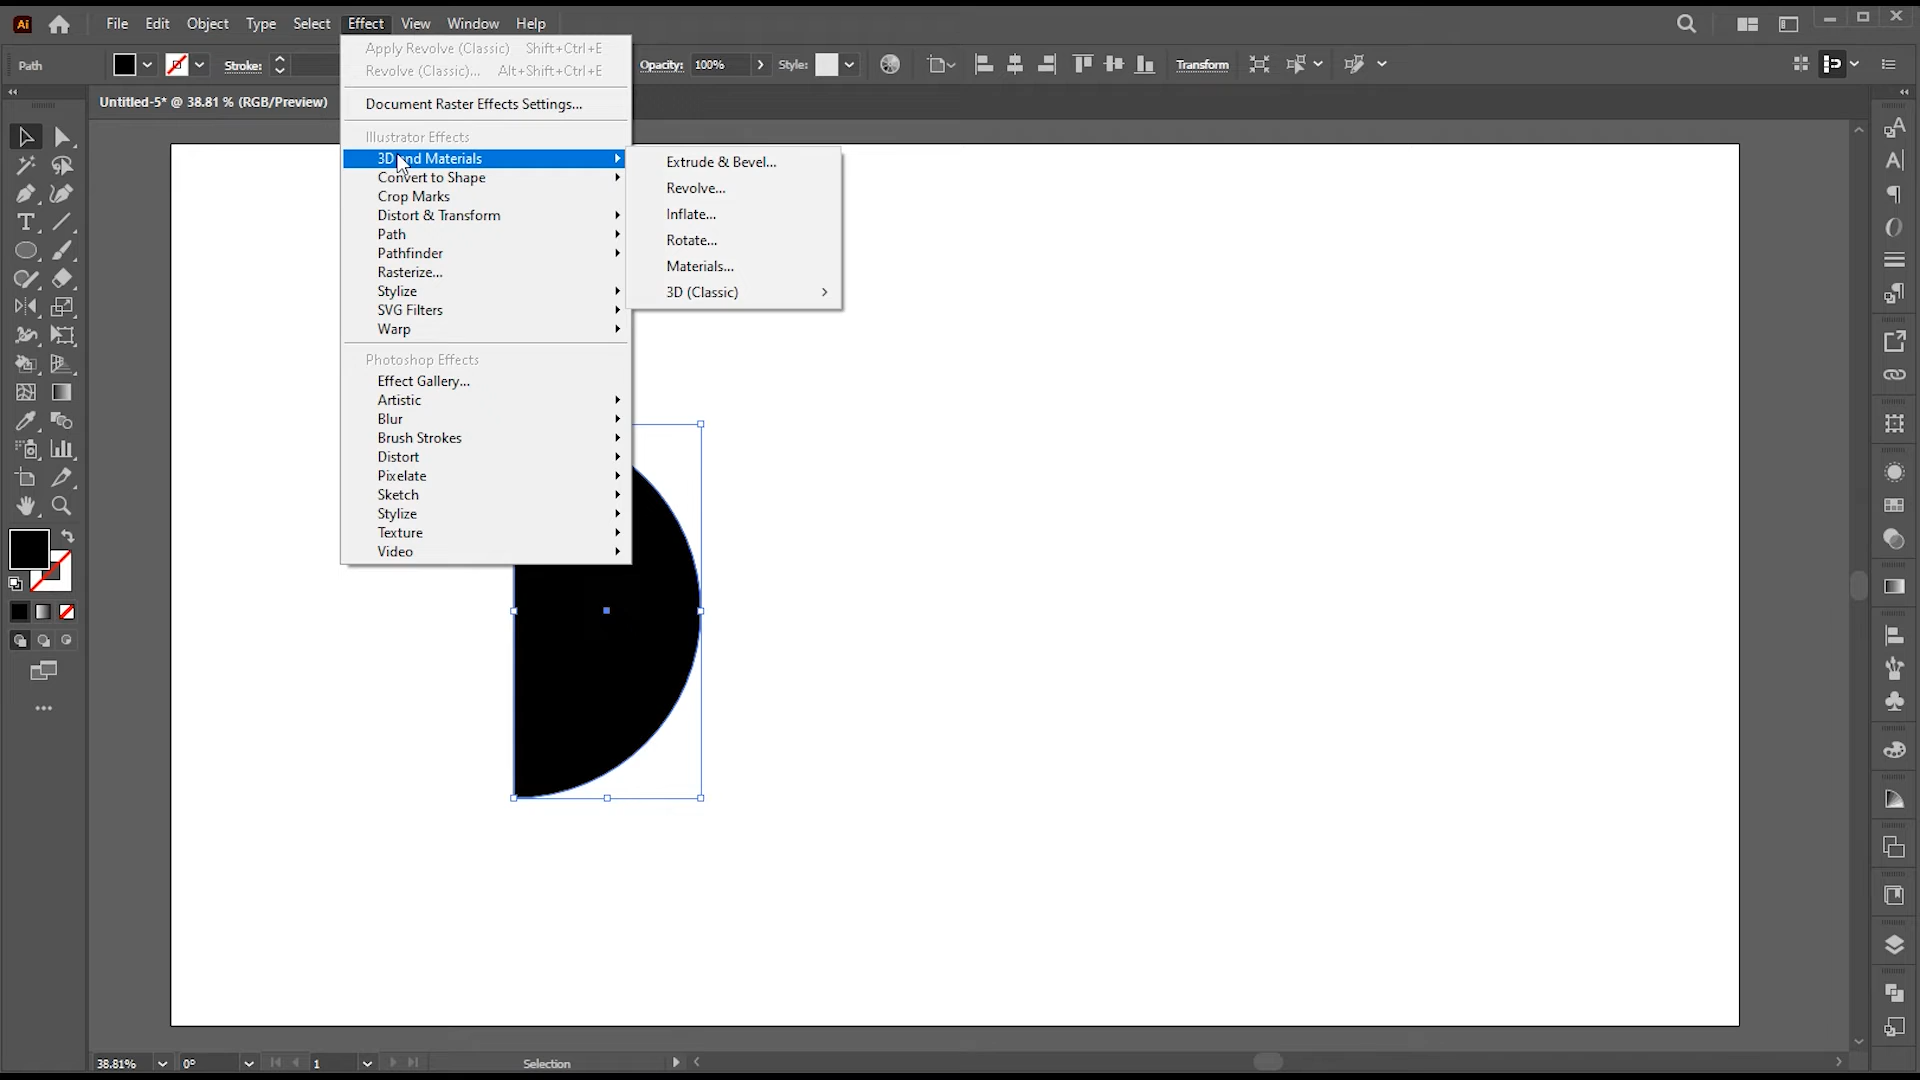 Ai File Edit Object Type Select Effect View Window Help
Path Stroke: Opacity: 100% Style: Transform
Untitled-5* @ 38.81 % (RGB/Preview)
Apply Revolve (Classic) Shift+Ctrl+E
Revolve (Classic)... Alt+Shift+Ctrl+E
Document Raster Effects Settings...
Illustrator Effects
3D and Materials
Convert to Shape
Crop Marks
Distort & Transform
Path
Pathfinder
Rasterize...
Stylize
SVG Filters
Warp
Photoshop Effects
Effect Gallery...
Artistic
Blur
Brush Strokes
Distort
Pixelate
Sketch
Stylize
Texture
Video
Extrude & Bevel...
Revolve...
Inflate...
Rotate...
Materials...
3D (Classic)
38.81% 0° 1 Selection